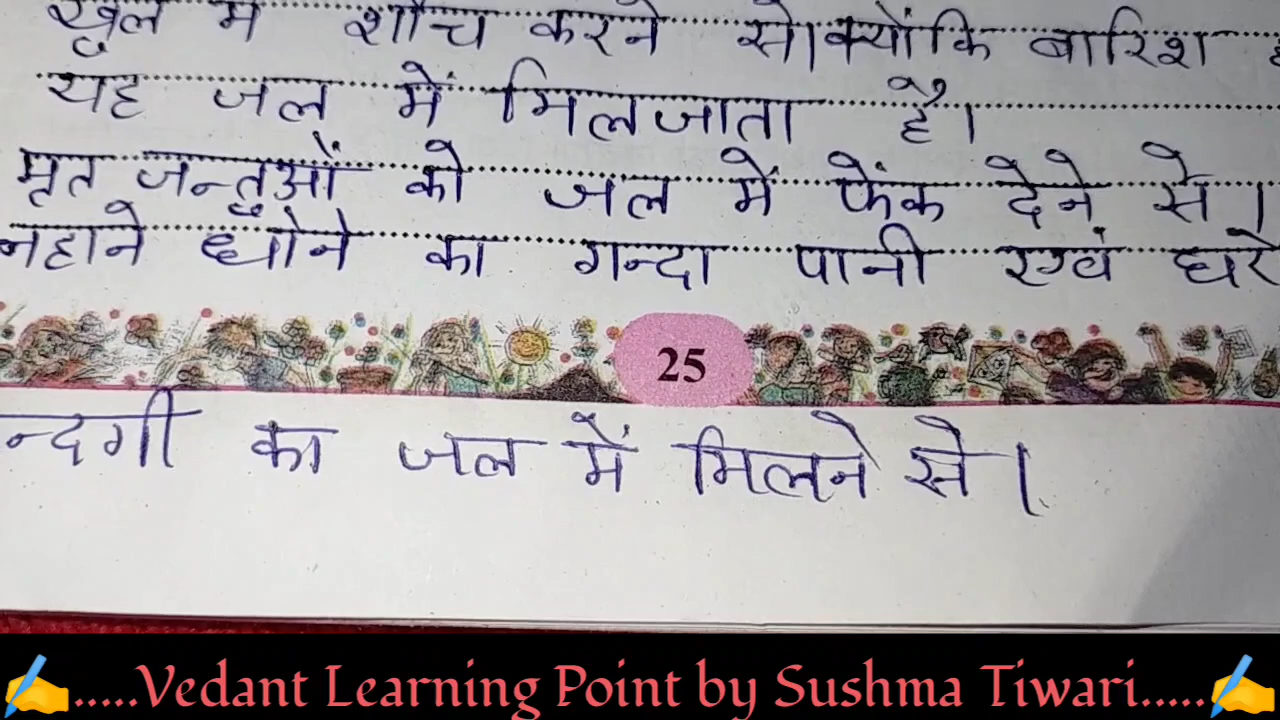 खुले में शौच करने से।क्योंकि बारिश
यह जल में मिलजाता है।
मृत जन्तुओं को जल में फेंक देने से।
नहाने धोने का गन्दा पानी एवं घरे
25
न्दगी का जल में मिलने से।
✍️.....Vedant Learning Point by Sushma Tiwari.....✍️